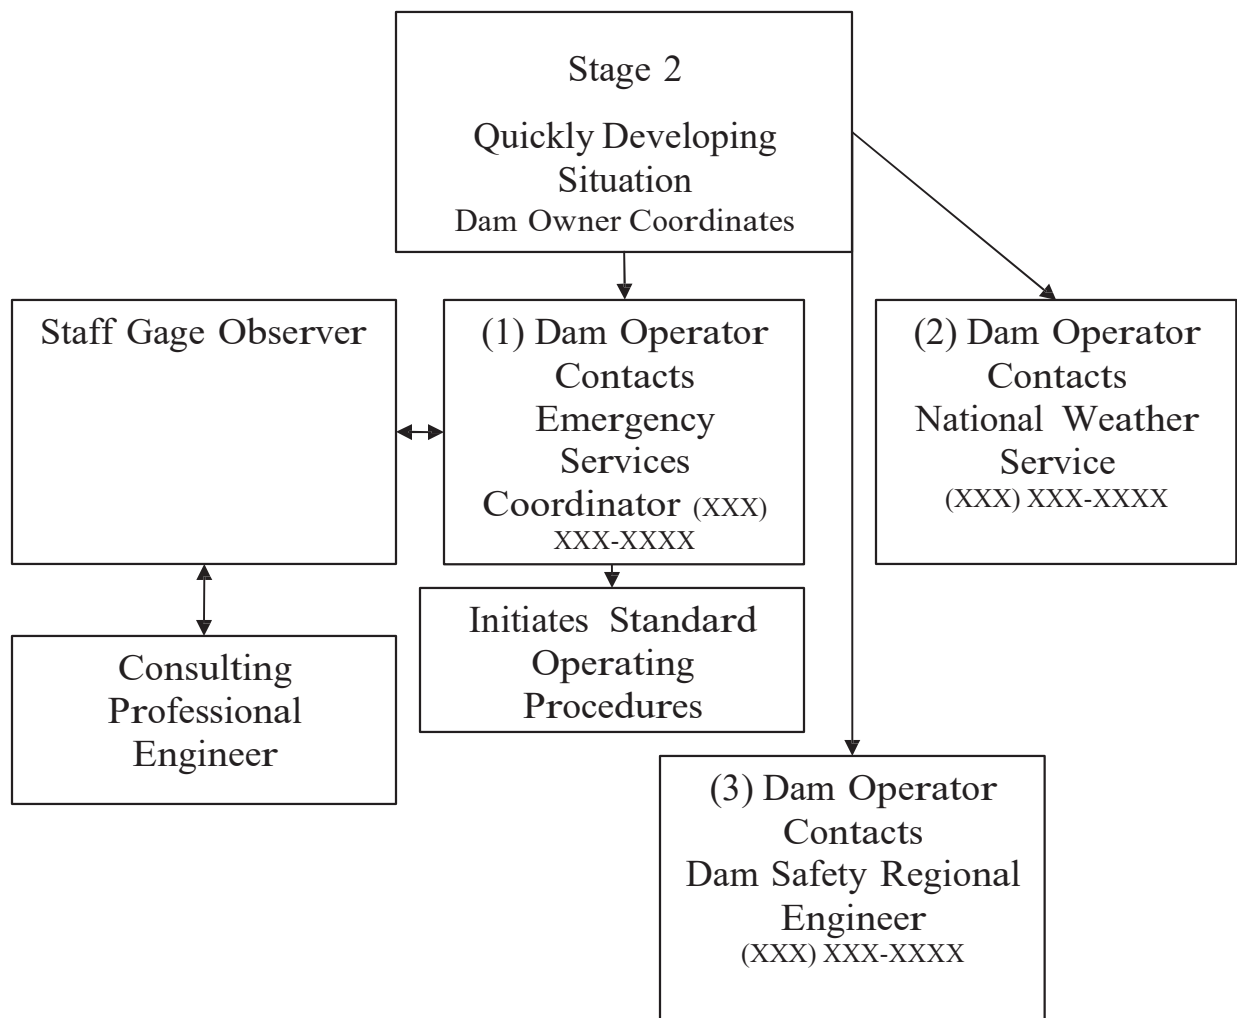 Stage 2
Quickly Developing
Situation
Dam Owner Coordinates
Staff Gage Observer
(1) Dam Operator
Contacts
Emergency
Services
Coordinator (XXX)
XXX-XXXX
(2) Dam Operator
Contacts
National Weather
Service
(XXX) XXX-XXXX
Initiates Standard
Operating
Procedures
Consulting
Professional
Engineer
(3) Dam Operator
Contacts
Dam Safety Regional
Engineer
(XXX) XXX-XXXX